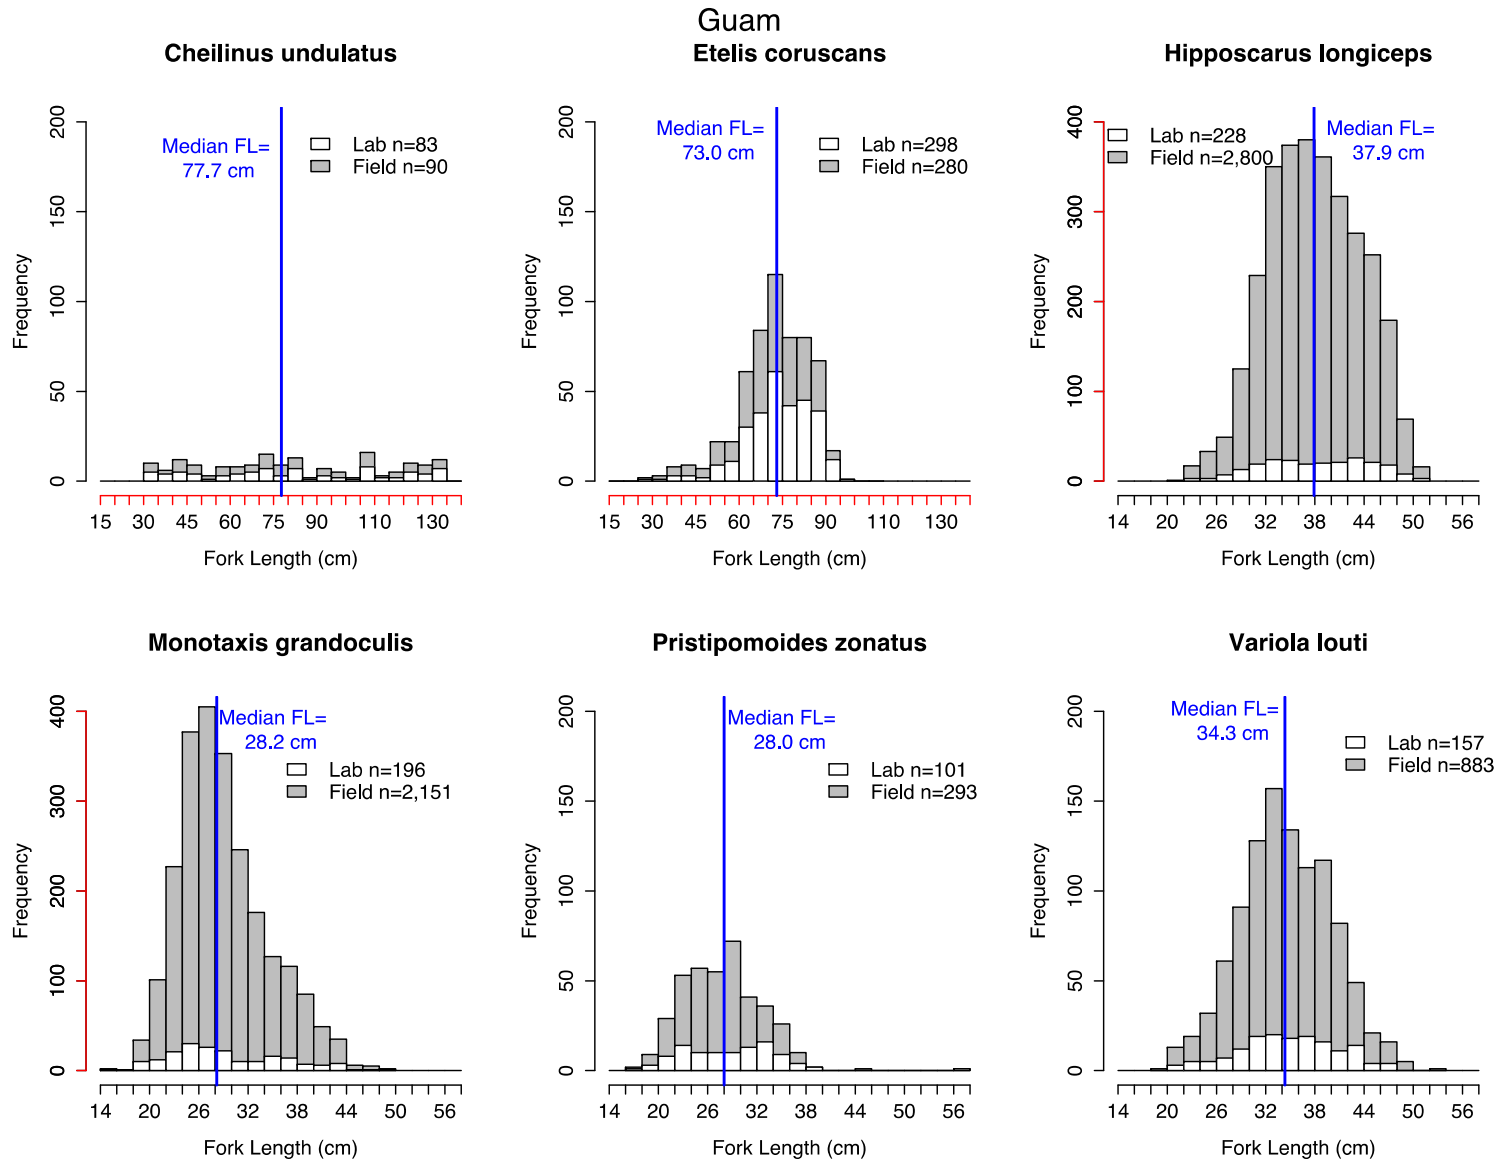 Guam
Cheilinus undulatus
Frequency
0 50 100 150 200
Median FL=
77.7 cm
Lab n=83
Field n=90
15 30 45 60 75 90 110 130
Fork Length (cm)
Etelis coruscans
Frequency
0 50 100 150 200
Median FL=
73.0 cm
Lab n=298
Field n=280
15 30 45 60 75 90 110 130
Fork Length (cm)
Hipposcarus longiceps
Frequency
0 100 200 300 400
Lab n=228
Field n=2,800
Median FL=
37.9 cm
14 20 26 32 38 44 50 56
Fork Length (cm)
Monotaxis grandoculis
Frequency
0 100 200 300 400
Median FL=
28.2 cm
Lab n=196
Field n=2,151
14 20 26 32 38 44 50 56
Fork Length (cm)
Pristipomoides zonatus
Frequency
0 50 100 150 200
Median FL=
28.0 cm
Lab n=101
Field n=293
14 20 26 32 38 44 50 56
Fork Length (cm)
Variola louti
Frequency
0 50 100 150 200
Median FL=
34.3 cm
Lab n=157
Field n=883
14 20 26 32 38 44 50 56
Fork Length (cm)